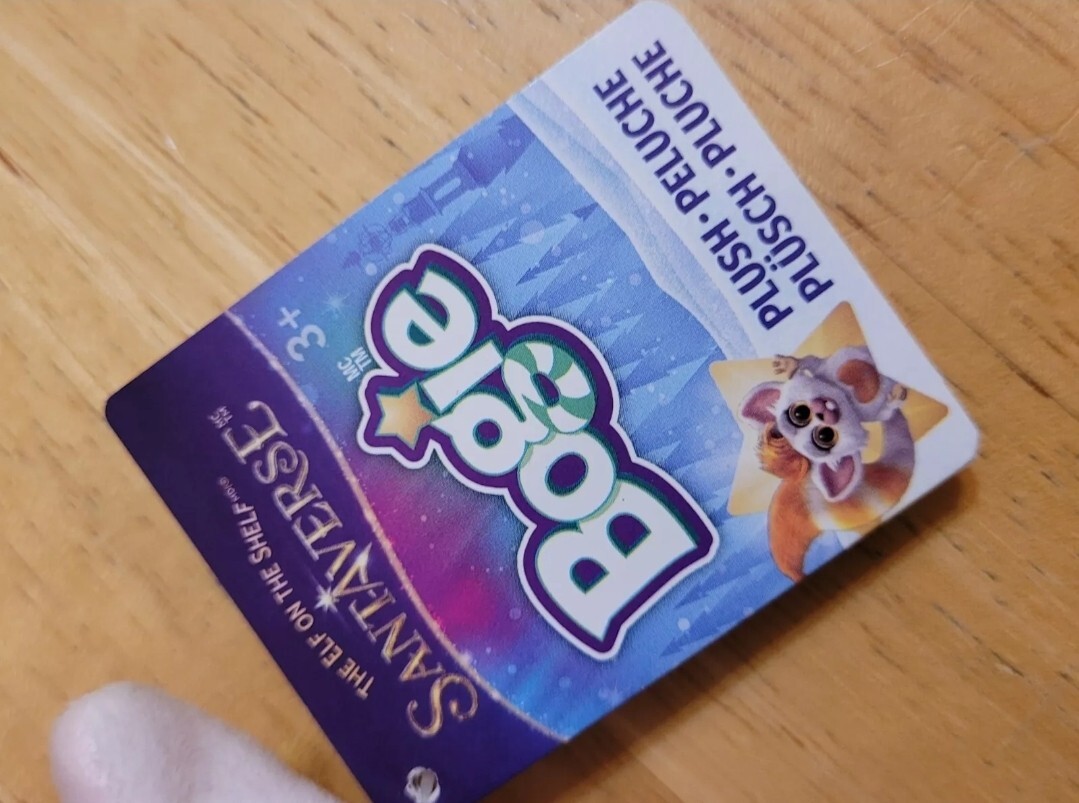 THE ELF ON THE SHELF
SANTAVERSE MC TM
3+
Bogie MC TM
PLUSH • PELUCHE
PLÜSCH • PLUCHE